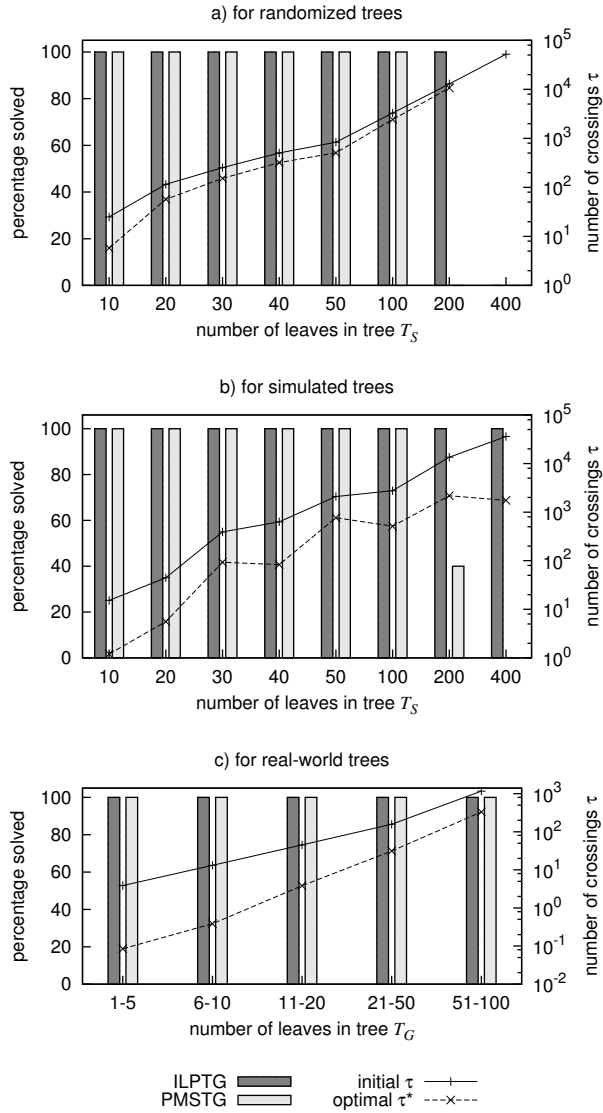 a) for randomized trees
percentage solved
100
80
60
40
20
0
10^5
10^4
10^3
10^2
10^1
10^0
number of crossings τ
10 20 30 40 50 100 200 400
number of leaves in tree T_S
b) for simulated trees
percentage solved
100
80
60
40
20
0
10^5
10^4
10^3
10^2
10^1
10^0
number of crossings τ
10 20 30 40 50 100 200 400
number of leaves in tree T_S
c) for real-world trees
percentage solved
100
80
60
40
20
0
10^3
10^2
10^1
10^0
10^-1
10^-2
number of crossings τ
1-5 6-10 11-20 21-50 51-100
number of leaves in tree T_G
ILPTG initial τ
PMSTG optimal τ*